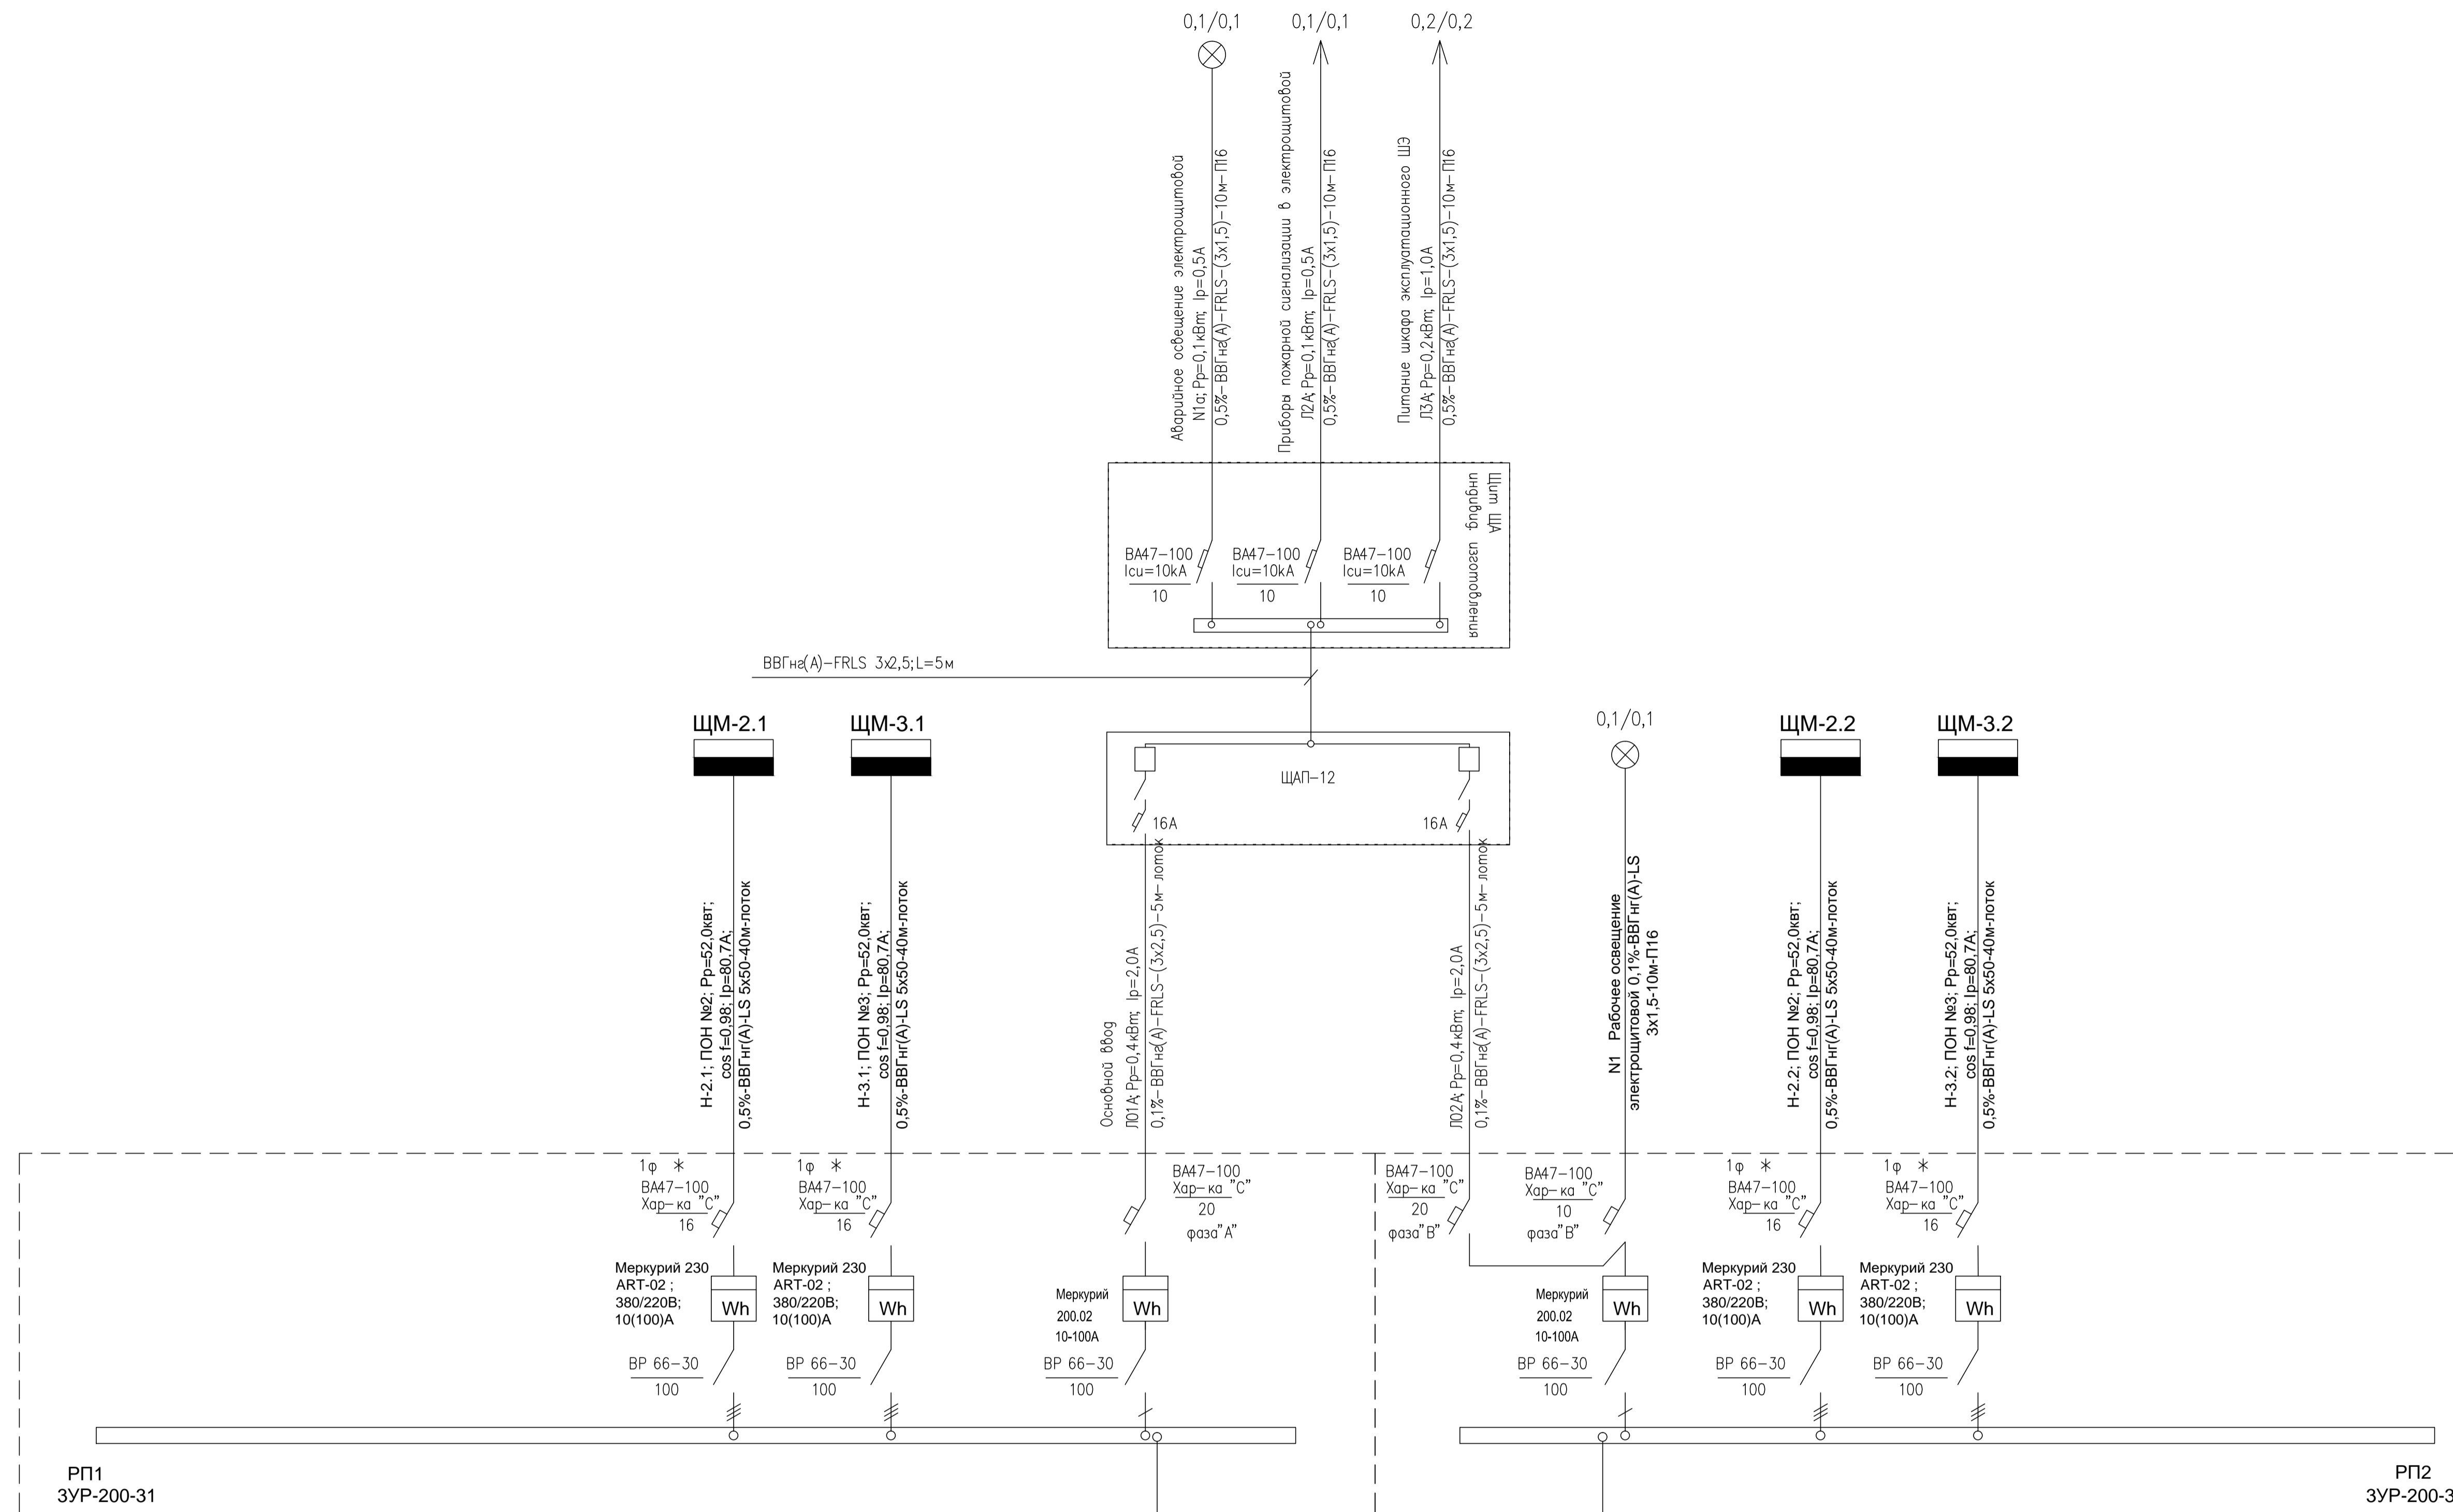 0,1/0,1
0,1/0,1
0,2/0,2
Аварийное освещение электрощитовой
N1а; Рр=0,1кВт; Iр=0,5А
0,5%-ВВГнг(А)-FRLS-(3х1,5)-10м-П16
Приборы пожарной сигнализации в электрощитовой
Л2А; Рр=0,1кВт; Iр=0,5А
0,5%-ВВГнг(А)-FRLS-(3х1,5)-10м-П16
Питание шкафа эксплуатационного ШЭ
Л3А; Рр=0,2кВт; Iр=1,0А
0,5%-ВВГнг(А)-FRLS-(3х1,5)-10м-П16
Щит ЩА
индивид. изготовления
ВА47-100
Icu=10kA
10
ВА47-100
Icu=10kA
10
ВА47-100
Icu=10kA
10
ВВГнг(А)-FRLS 3х2,5; L=5м
ЩМ-2.1
ЩМ-3.1
ЩАП-12
16А
16А
0,1/0,1
ЩМ-2.2
ЩМ-3.2
Н-2.1; ПОН №2; Рр=52,0квт;
cos f=0,98; Iр=80,7А;
0,5%-ВВГнг(А)-LS 5х50-40м-лоток
Н-3.1; ПОН №3; Рр=52,0квт;
cos f=0,98; Iр=80,7А;
0,5%-ВВГнг(А)-LS 5х50-40м-лоток
Основной ввод
Л01А; Рр=0,4кВт; Iр=2,0А
0,1%-ВВГнг(А)-FRLS-(3х2,5)-5м-лоток
Л02А; Рр=0,4кВт; Iр=2,0А
0,1%-ВВГнг(А)-FRLS-(3х2,5)-5м-лоток
N1 Рабочее освещение
электрощитовой 0,1%-ВВГнг(А)-LS
3х1,5-10м-П16
Н-2.2; ПОН №2; Рр=52,0квт;
cos f=0,98; Iр=80,7А;
0,5%-ВВГнг(А)-LS 5х50-40м-лоток
Н-3.2; ПОН №3; Рр=52,0квт;
cos f=0,98; Iр=80,7А;
0,5%-ВВГнг(А)-LS 5х50-40м-лоток
1ф *
ВА47-100
Хар-ка "С"
16
1ф *
ВА47-100
Хар-ка "С"
16
ВА47-100
Хар-ка "С"
20
фаза"А"
ВА47-100
Хар-ка "С"
20
фаза"В"
ВА47-100
Хар-ка "С"
10
фаза"В"
1ф *
ВА47-100
Хар-ка "С"
16
1ф *
ВА47-100
Хар-ка "С"
16
Меркурий 230
ART-02 ;
380/220В;
10(100)А
Wh
Меркурий 230
ART-02 ;
380/220В;
10(100)А
Wh
Меркурий
200.02
10-100А
Wh
Меркурий
200.02
10-100А
Wh
Меркурий 230
ART-02 ;
380/220В;
10(100)А
Wh
Меркурий 230
ART-02 ;
380/220В;
10(100)А
Wh
ВР 66-30
100
ВР 66-30
100
ВР 66-30
100
ВР 66-30
100
ВР 66-30
100
ВР 66-30
100
РП1
3УР-200-31
РП2
3УР-200-3